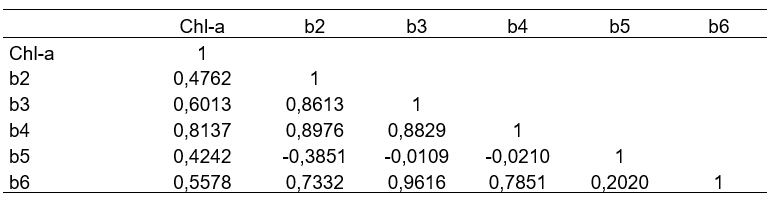 Chl-a b2 b3 b4 b5 b6
Chl-a 1
b2 0,4762 1
b3 0,6013 0,8613 1
b4 0,8137 0,8976 0,8829 1
b5 0,4242 -0,3851 -0,0109 -0,0210 1
b6 0,5578 0,7332 0,9616 0,7851 0,2020 1